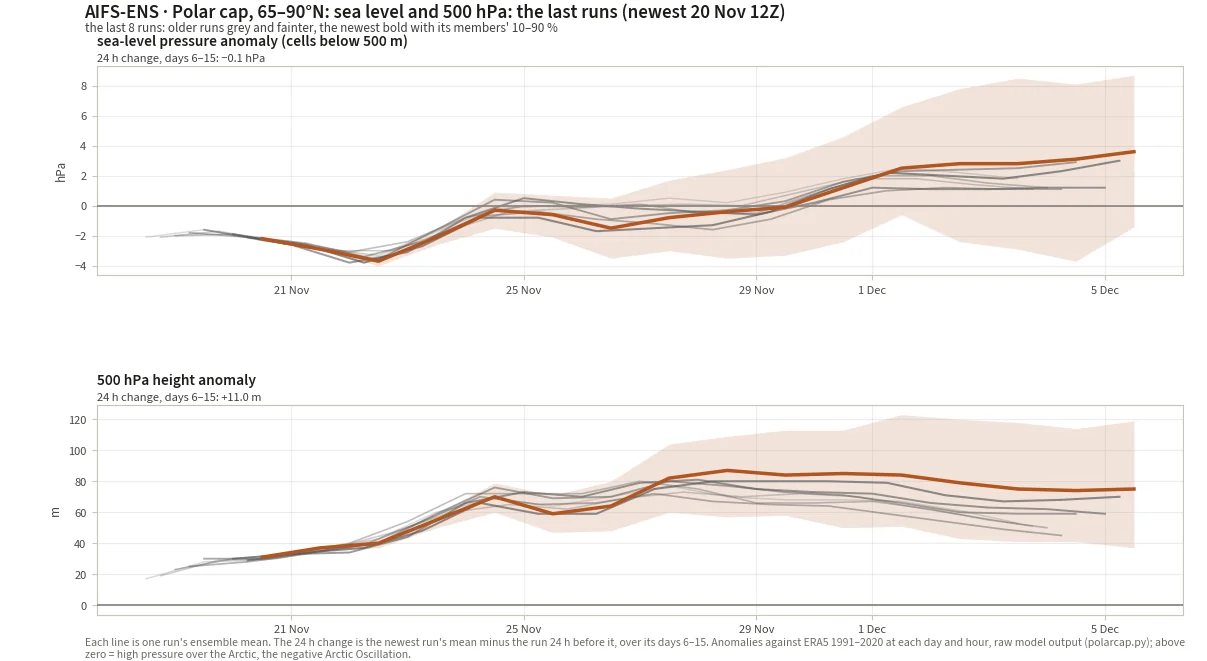 AIFS-ENS · Polar cap, 65–90°N: sea level and 500 hPa: the last runs (newest 20 Nov 12Z)
the last 8 runs: older runs grey and fainter, the newest bold with its members' 10–90 %
sea-level pressure anomaly (cells below 500 m)
24 h change, days 6–15: −0.1 hPa
8
6
4
2
0
−2
−4
hPa
21 Nov
25 Nov
29 Nov
1 Dec
5 Dec
500 hPa height anomaly
24 h change, days 6–15: +11.0 m
120
100
80
60
40
20
0
m
21 Nov
25 Nov
29 Nov
1 Dec
5 Dec
Each line is one run's ensemble mean. The 24 h change is the newest run's mean minus the run 24 h before it, over its days 6–15. Anomalies against ERA5 1991–2020 at each day and hour, raw model output (polarcap.py); above
zero = high pressure over the Arctic, the negative Arctic Oscillation.